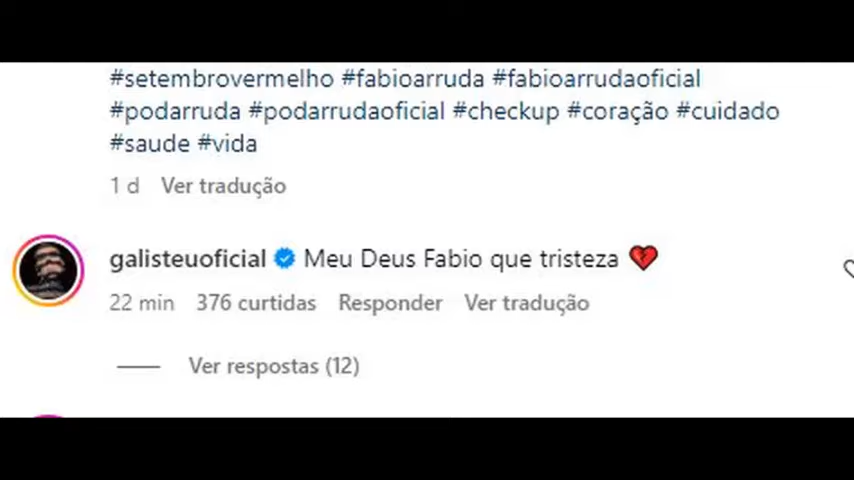 #setembrovermelho #fabioarruda #fabioarrudaoficial
#podarruda #podarrudaoficial #checkup #coração #cuidado
#saude #vida
1 d Ver tradução
galisteuoficial Meu Deus Fabio que tristeza 💔
22 min 376 curtidas Responder Ver tradução
Ver respostas (12)